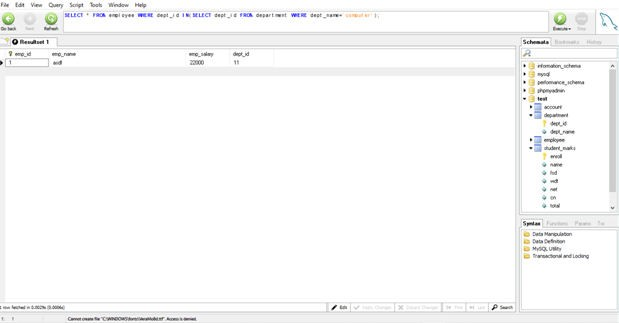 File Edit View Query Script Tools Window Help
Go back Next Refresh
SELECT * FROM employee WHERE dept_id IN(SELECT dept_id FROM department WHERE dept_name='computer');
Execute Stop
Resultset 1
emp_id emp_name emp_salary dept_id
1 22000 11
Schemata Bookmarks History
information_schema
mysql
performance_schema
phpmyadmin
test
account
department
dept_id
dept_name
employee
student_marks
enroll
name
wdt
net
cn
total
Syntax Functions Params Trx
Data Manipulation
Data Definition
MySQL Utility
Transactional and Locking
1 row fetched in 0.0029s (0.0006s)
Edit Apply Changes Discard Changes First Last Search
1: 1
Cannot create file "C:\WINDOWS\fonts\VeraMoBd.ttf". Access is denied.